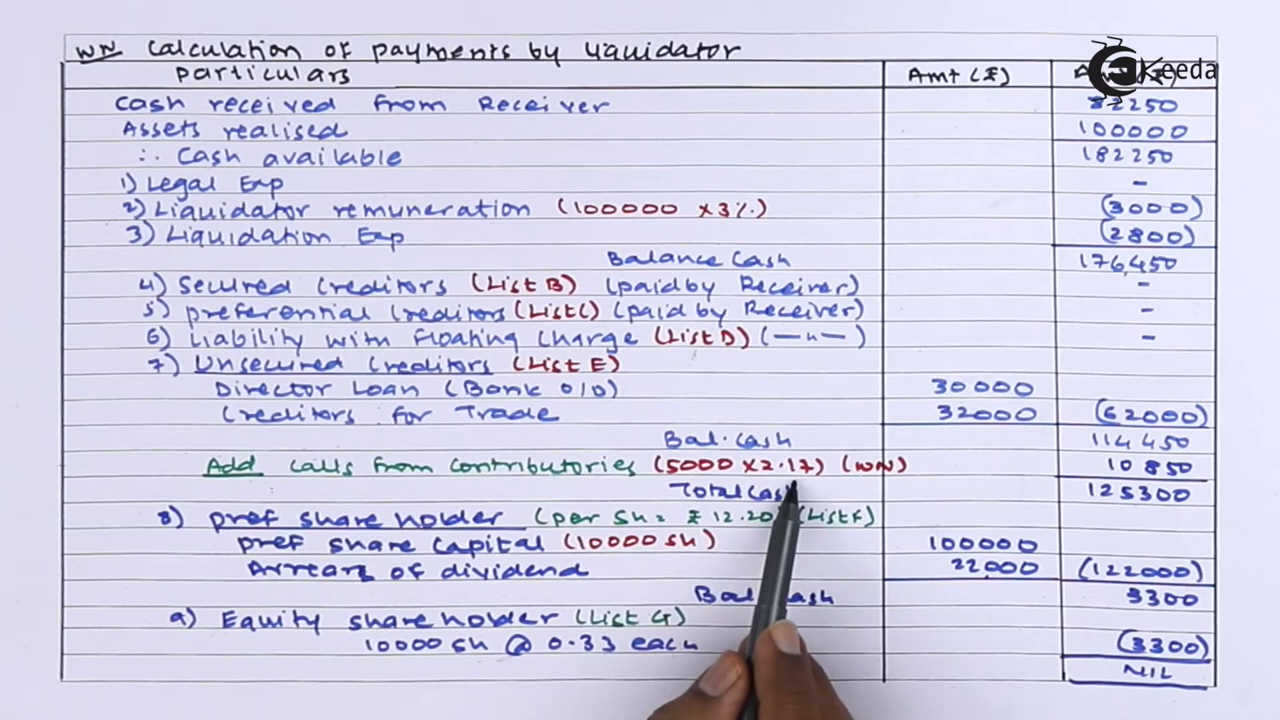 WN Calculation of payments by Liquidator
Particulars Amt (₹)
Keeda
Cash received from Receiver 82250
Assets realised 100000
∴ Cash available 182250
1) Legal Exp -
2) Liquidator remuneration (100000 x 3%) (3000)
3) Liquidation Exp (2800)
Balance Cash 176,450
4) Secured Creditors (List B) (paid by Receiver) -
5) preferential Creditors (List C) (paid by Receiver) -
6) Liability with Floating Charge (List D) (—"—) -
7) Unsecured Creditors (List E)
Director Loan (Bank O/D) 30000
Creditors for Trade 32000 (62000)
Bal. Cash 114450
Add Calls from Contributories (5000 x 2.17) (WN) 10850
Total Cash 125300
8) Pref share holder (per sh = ₹ 12.20) (List F)
Pref share Capital (10000 sh) 100000
Arrears of dividend 22,000 (122000)
Bal Cash 3300
9) Equity shareholder (List G)
10000 sh @ 0.33 each (3300)
NIL